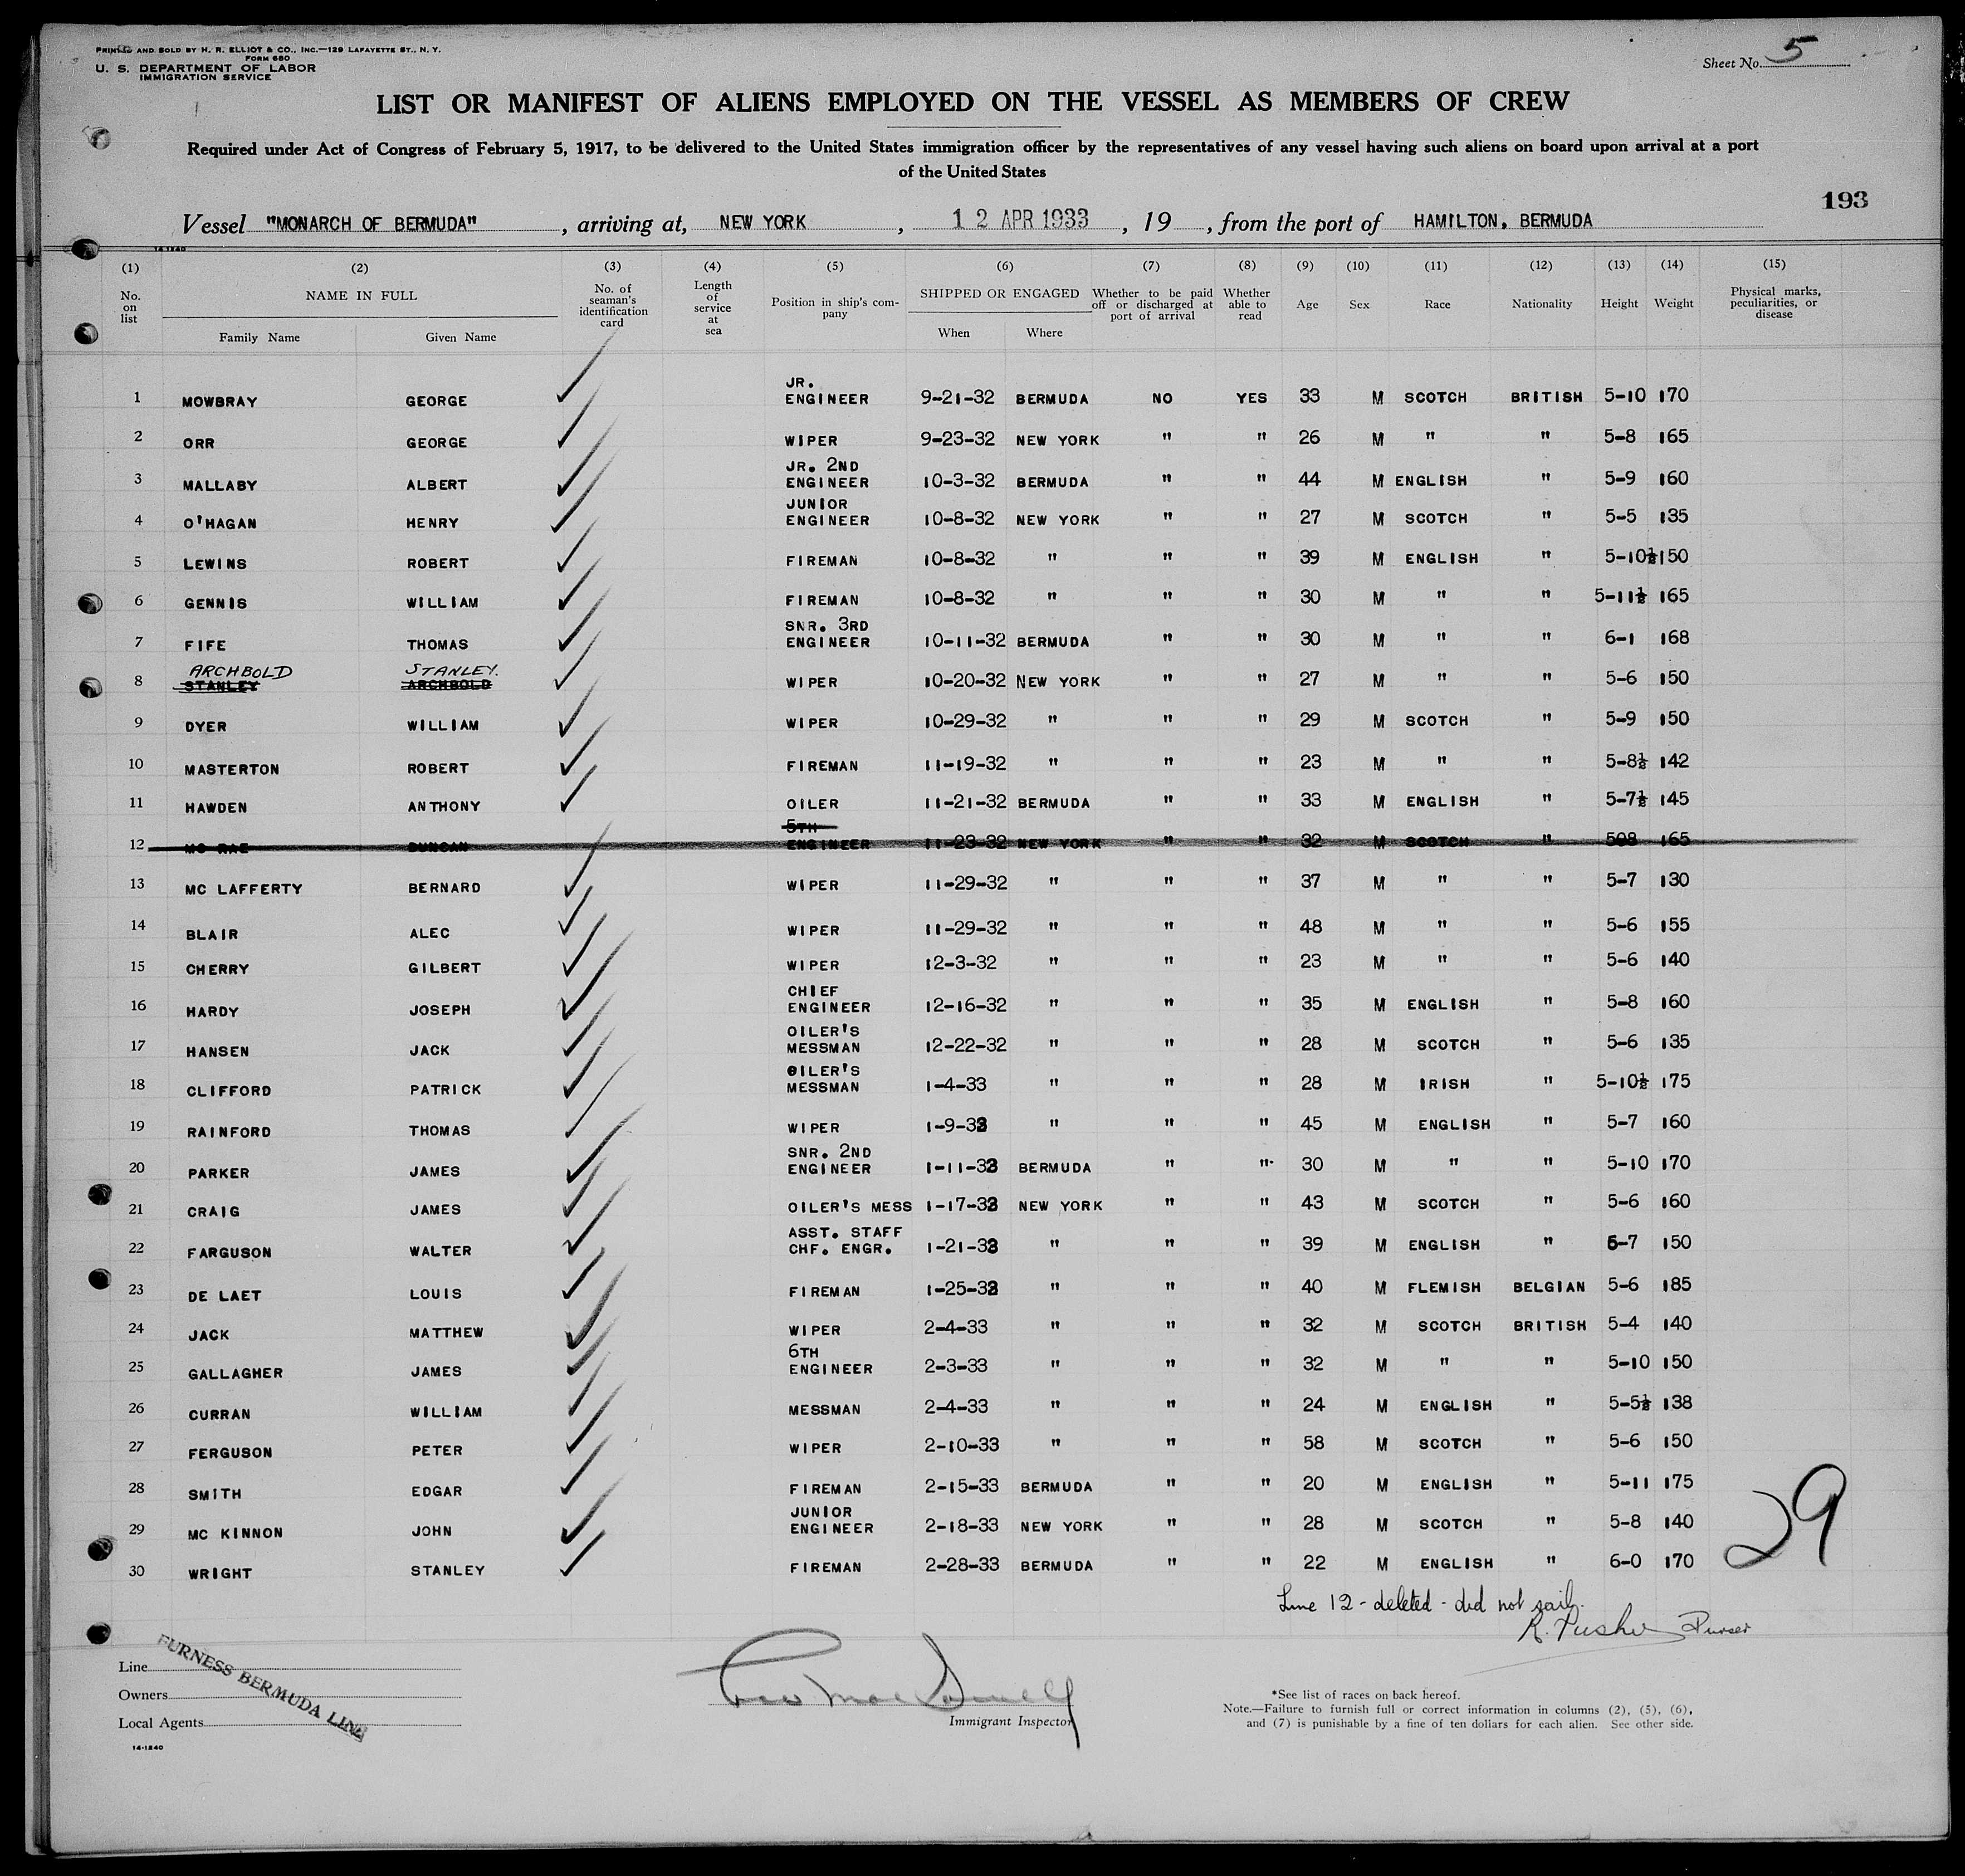 PRINTED AND SOLD BY H. R. ELLIOT & CO., INC.—129 LAFAYETTE ST., N. Y.
FORM 680
U. S. DEPARTMENT OF LABOR
IMMIGRATION SERVICE
Sheet No. 5
LIST OR MANIFEST OF ALIENS EMPLOYED ON THE VESSEL AS MEMBERS OF CREW
Required under Act of Congress of February 5, 1917, to be delivered to the United States immigration officer by the representatives of any vessel having such aliens on board upon arrival at a port
of the United States
193
Vessel "MONARCH OF BERMUDA", arriving at, NEW YORK, 12 APR 1933, 19 , from the port of HAMILTON, BERMUDA
14-1240
(1) (2) (3) (4) (5) (6) (7) (8) (9) (10) (11) (12) (13) (14) (15)
No. on list NAME IN FULL Family Name Given Name No. of seaman's identification card Length of service at sea Position in ship's company SHIPPED OR ENGAGED When Where Whether to be paid off or discharged at port of arrival Whether able to read Age Sex Race Nationality Height Weight Physical marks, peculiarities, or disease
1 MOWBRAY GEORGE JR. ENGINEER 9-21-32 BERMUDA NO YES 33 M SCOTCH BRITISH 5-10 170
2 ORR GEORGE WIPER 9-23-32 NEW YORK " " 26 M " " 5-8 165
3 MALLABY ALBERT JR. 2ND ENGINEER 10-3-32 BERMUDA " " 44 M ENGLISH " 5-9 160
4 O'HAGAN HENRY JUNIOR ENGINEER 10-8-32 NEW YORK " " 27 M SCOTCH " 5-5 135
5 LEWINS ROBERT FIREMAN 10-8-32 " " " 39 M ENGLISH " 5-10½ 150
6 GENNIS WILLIAM FIREMAN 10-8-32 " " " 30 M " " 5-11½ 165
7 FIFE THOMAS SNR. 3RD ENGINEER 10-11-32 BERMUDA " " 30 M " " 6-1 168
ARCHBOLD STANLEY.
8 STANLEY ARCHBOLD WIPER 10-20-32 NEW YORK " " 27 M " " 5-6 150
9 DYER WILLIAM WIPER 10-29-32 " " " 29 M SCOTCH " 5-9 150
10 MASTERTON ROBERT FIREMAN 11-19-32 " " " 23 M " " 5-8½ 142
11 HAWDEN ANTHONY OILER 11-21-32 BERMUDA " " 33 M ENGLISH " 5-7½ 145
12 MC RAE DUNCAN 5TH ENGINEER 11-23-32 NEW YORK " " 32 M SCOTCH " 508 165
13 MC LAFFERTY BERNARD WIPER 11-29-32 " " " 37 M " " 5-7 130
14 BLAIR ALEC WIPER 11-29-32 " " " 48 M " " 5-6 155
15 CHERRY GILBERT WIPER 12-3-32 " " " 23 M " " 5-6 140
16 HARDY JOSEPH CHIEF ENGINEER 12-16-32 " " " 35 M ENGLISH " 5-8 160
17 HANSEN JACK OILER'S MESSMAN 12-22-32 " " " 28 M SCOTCH " 5-6 135
18 CLIFFORD PATRICK OILER'S MESSMAN 1-4-33 " " " 28 M IRISH " 5-10½ 175
19 RAINFORD THOMAS WIPER 1-9-33 " " " 45 M ENGLISH " 5-7 160
20 PARKER JAMES SNR. 2ND ENGINEER 1-11-33 BERMUDA " " 30 M " " 5-10 170
21 CRAIG JAMES OILER'S MESS 1-17-33 NEW YORK " " 43 M SCOTCH " 5-6 160
22 FARGUSON WALTER ASST. STAFF CHF. ENGR. 1-21-33 " " " 39 M ENGLISH " 5-7 150
23 DE LAET LOUIS FIREMAN 1-25-33 " " " 40 M FLEMISH BELGIAN 5-6 185
24 JACK MATTHEW WIPER 2-4-33 " " " 32 M SCOTCH BRITISH 5-4 140
25 GALLAGHER JAMES 6TH ENGINEER 2-3-33 " " " 32 M " " 5-10 150
26 CURRAN WILLIAM MESSMAN 2-4-33 " " " 24 M ENGLISH " 5-5½ 138
27 FERGUSON PETER WIPER 2-10-33 " " " 58 M SCOTCH " 5-6 150
28 SMITH EDGAR FIREMAN 2-15-33 BERMUDA " " 20 M ENGLISH " 5-11 175
29 MC KINNON JOHN JUNIOR ENGINEER 2-18-33 NEW YORK " " 28 M SCOTCH " 5-8 140
30 WRIGHT STANLEY FIREMAN 2-28-33 BERMUDA " " 22 M ENGLISH " 6-0 170
29
Line 12 - deleted - did not sail.
R. Purser
Line
Owners
Local Agents
FURNESS BERMUDA LINE
Immigrant Inspector
*See list of races on back hereof.
Note.—Failure to furnish full or correct information in columns (2), (5), (6),
and (7) is punishable by a fine of ten dollars for each alien. See other side.
14-1240